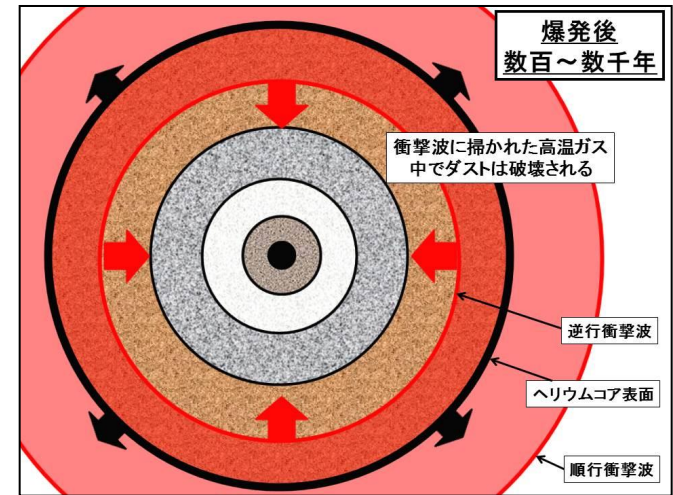 爆発後
数百～数千年
衝撃波に掃かれた高温ガス
中でダストは破壊される
逆行衝撃波
ヘリウムコア表面
順行衝撃波